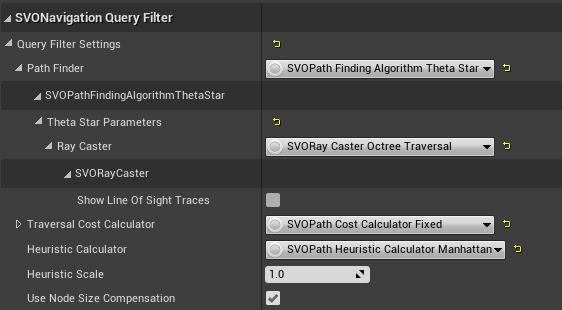 SVONavigation Query Filter
Query Filter Settings
Path Finder SVOPath Finding Algorithm Theta Star
SVOPathFindingAlgorithmThetaStar
Theta Star Parameters
Ray Caster SVORay Caster Octree Traversal
SVORayCaster
Show Line Of Sight Traces
Traversal Cost Calculator SVOPath Cost Calculator Fixed
Heuristic Calculator SVOPath Heuristic Calculator Manhattan
Heuristic Scale 1.0
Use Node Size Compensation